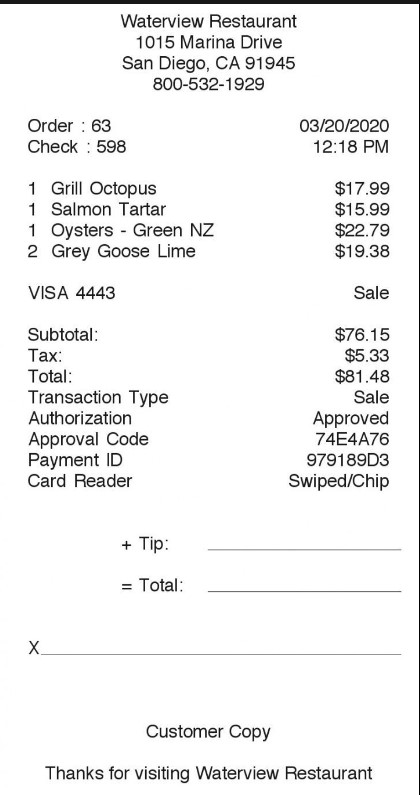 Waterview Restaurant
1015 Marina Drive
San Diego, CA 91945
800-532-1929
Order : 63 03/20/2020
Check : 598 12:18 PM
1 Grill Octopus $17.99
1 Salmon Tartar $15.99
1 Oysters - Green NZ $22.79
2 Grey Goose Lime $19.38
VISA 4443 Sale
Subtotal: $76.15
Tax: $5.33
Total: $81.48
Transaction Type Sale
Authorization Approved
Approval Code 74E4A76
Payment ID 979189D3
Card Reader Swiped/Chip
+ Tip:
= Total:
X
Customer Copy
Thanks for visiting Waterview Restaurant